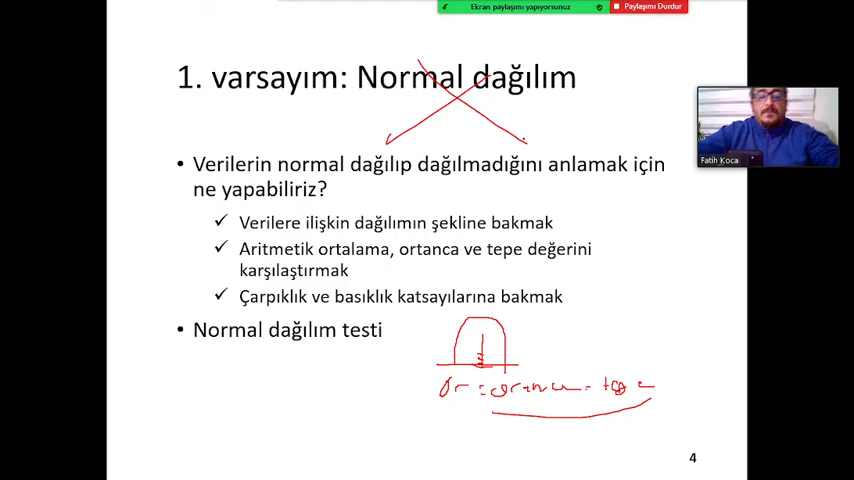 Ekran paylaşımı yapıyorsunuz
Paylaşımı Durdur
1. varsayım: Normal dağılım
Fatih Koca
• Verilerin normal dağılıp dağılmadığını anlamak için
ne yapabiliriz?
✓ Verilere ilişkin dağılımın şekline bakmak
✓ Aritmetik ortalama, ortanca ve tepe değerini
karşılaştırmak
✓ Çarpıklık ve basıklık katsayılarına bakmak
• Normal dağılım testi
4